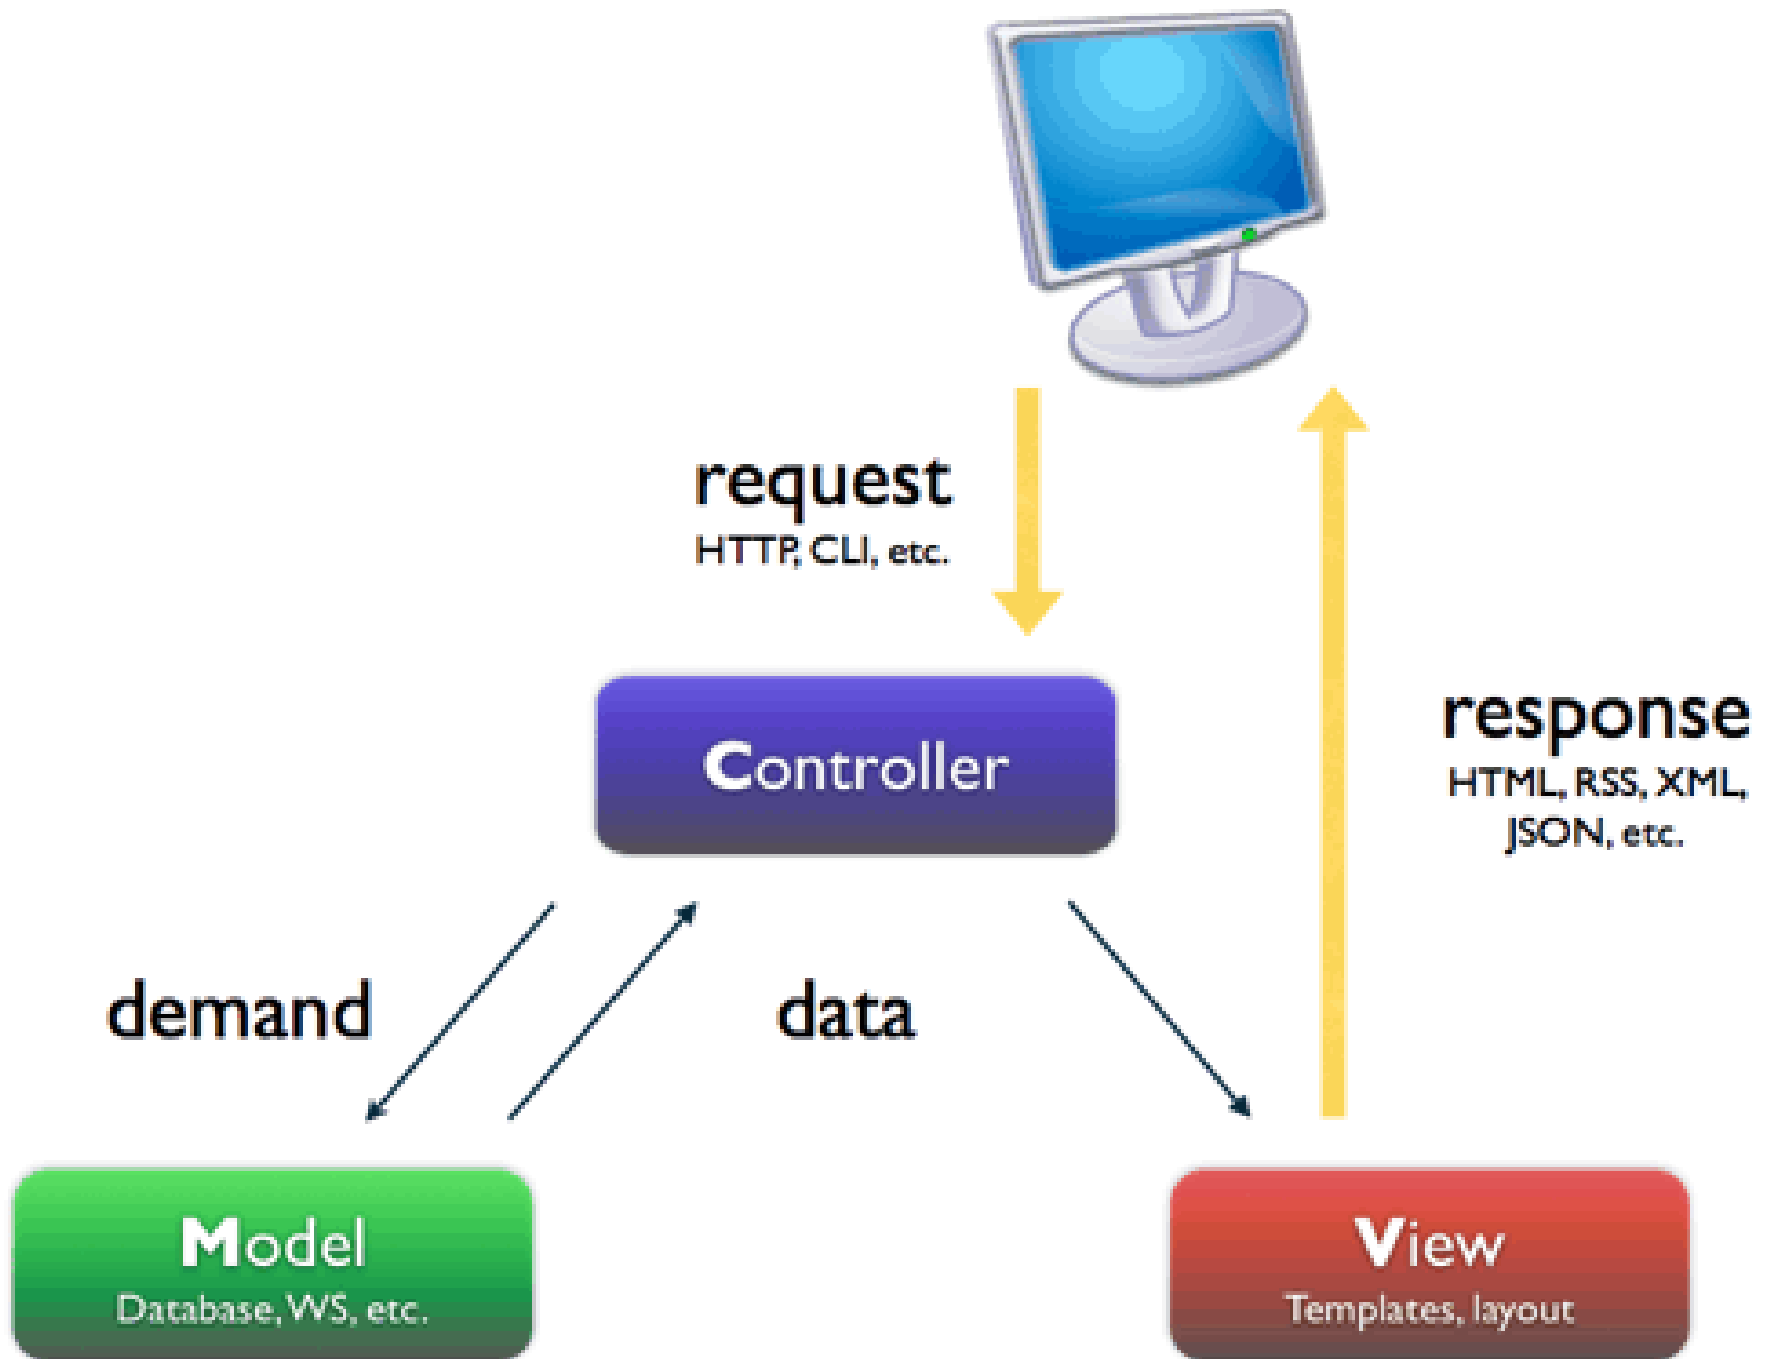 request
HTTP, CLI, etc.
Controller
response
HTML, RSS, XML,
JSON, etc.
demand
data
Model
Database, WS, etc.
View
Templates, layout